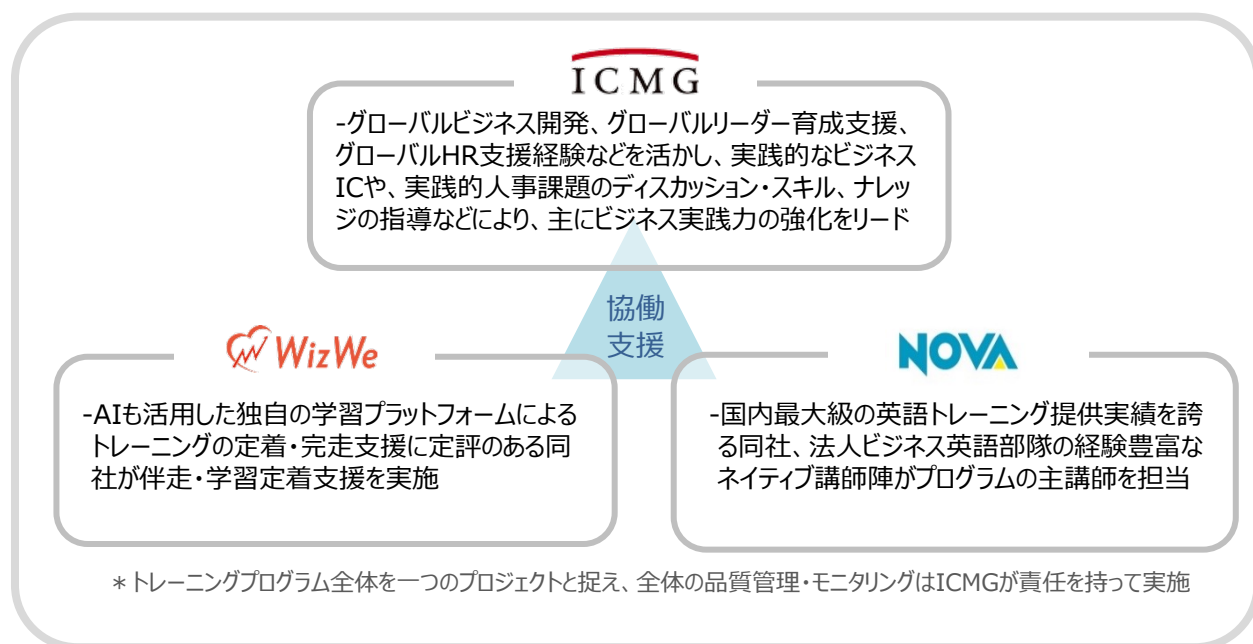 ICMG
-グローバルビジネス開発、グローバルリーダー育成支援、
グローバルHR支援経験などを活かし、実践的なビジネス
ICや、実践的人事課題のディスカッション・スキル、ナレッ
ジの指導などにより、主にビジネス実践力の強化をリード
協働
支援
WizWe
-AIも活用した独自の学習プラットフォームによる
トレーニングの定着・完走支援に定評のある同
社が伴走・学習定着支援を実施
NOVA
-国内最大級の英語トレーニング提供実績を誇
る同社、法人ビジネス英語部隊の経験豊富な
ネイティブ講師陣がプログラムの主講師を担当
＊トレーニングプログラム全体を一つのプロジェクトと捉え、全体の品質管理・モニタリングはICMGが責任を持って実施